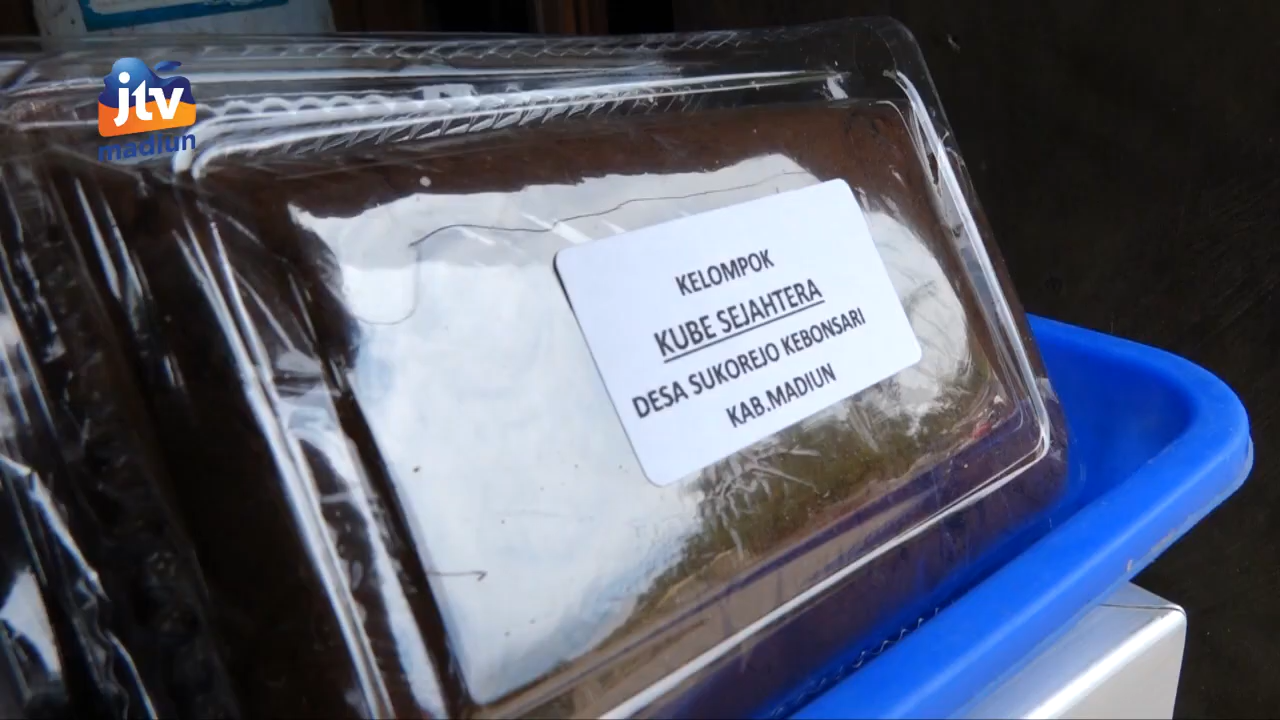 jtv
madiun
KELOMPOK
KUBE SEJAHTERA
DESA SUKOREJO KEBONSARI
KAB.MADIUN